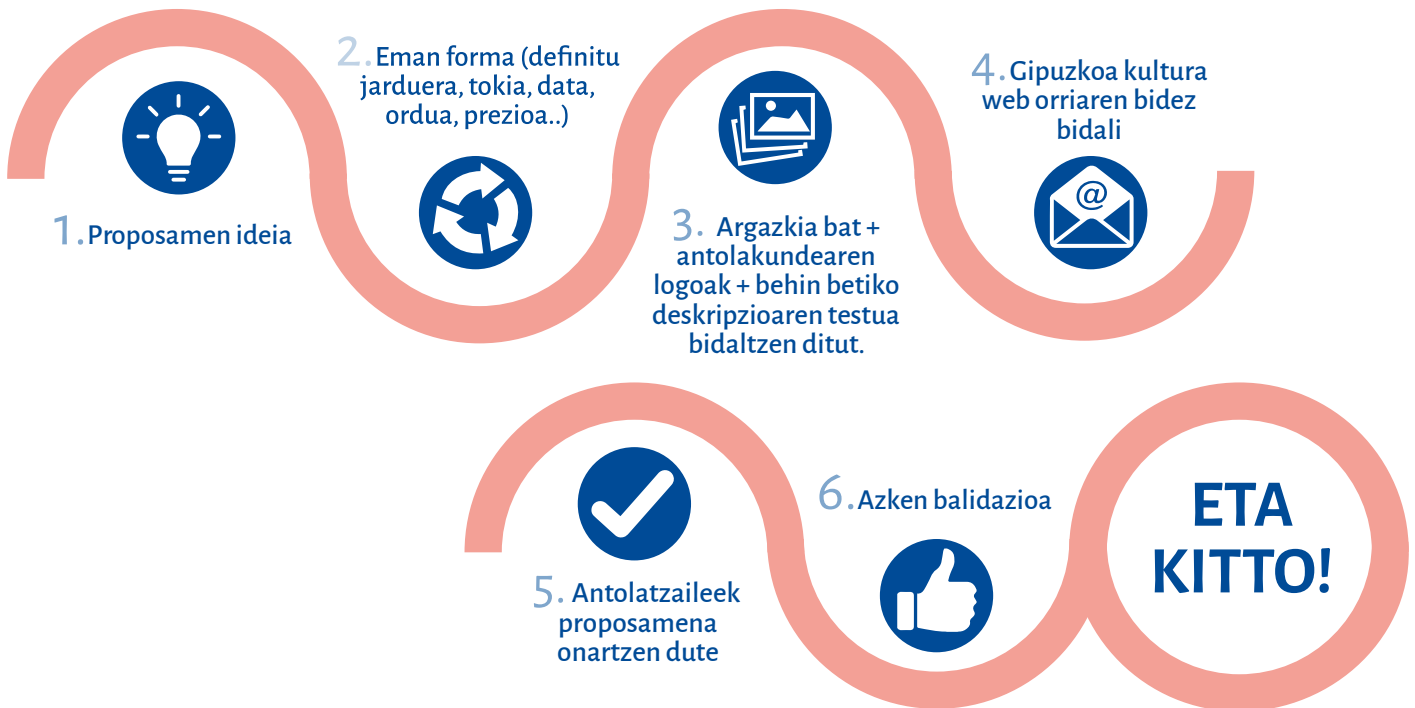 1. Proposamen ideia
2. Eman forma (definitu
jarduera, tokia, data,
ordua, prezioa..)
3. Argazkia bat +
antolakundearen
logoak + behin betiko
deskripzioaren testua
bidaltzen ditut.
4. Gipuzkoa kultura
web orriaren bidez
bidali
@
5. Antolatzaileek
proposamena
onartzen dute
6. Azken balidazioa
ETA
KITTO!